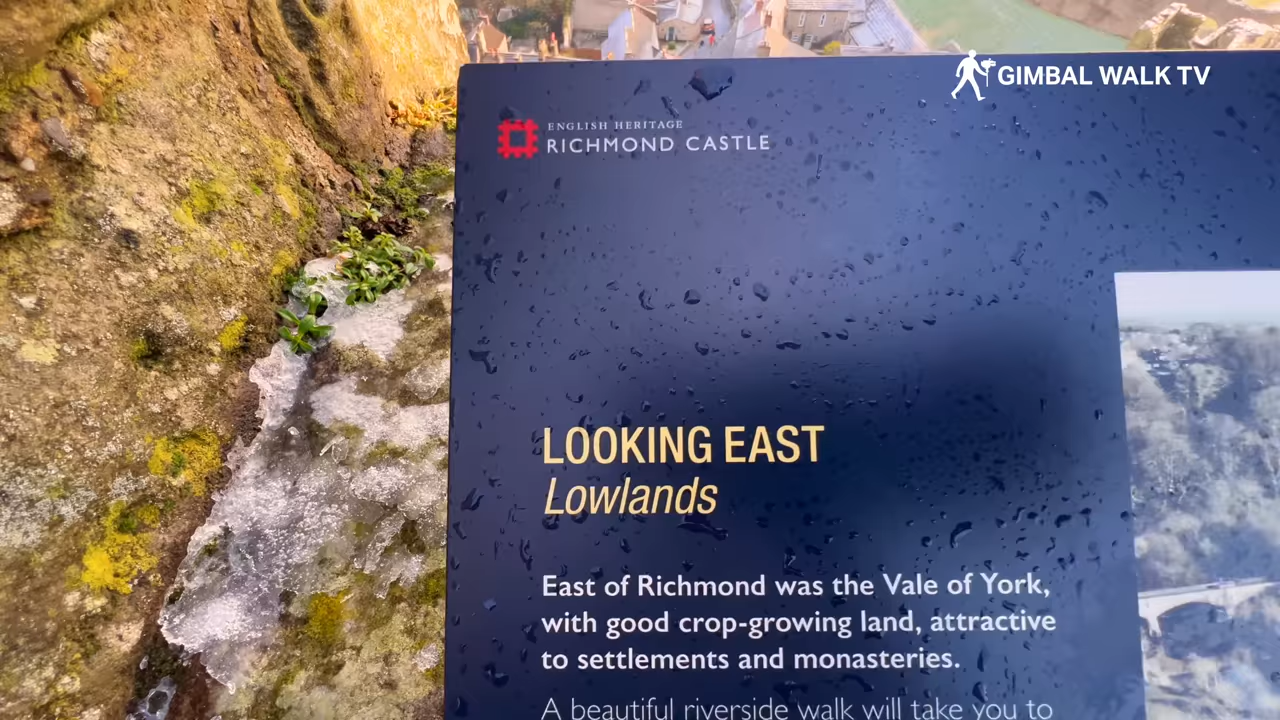 GIMBAL WALK TV
ENGLISH HERITAGE
RICHMOND CASTLE
LOOKING EAST
Lowlands
East of Richmond was the Vale of York,
with good crop-growing land, attractive
to settlements and monasteries.
A beautiful riverside walk will take you to